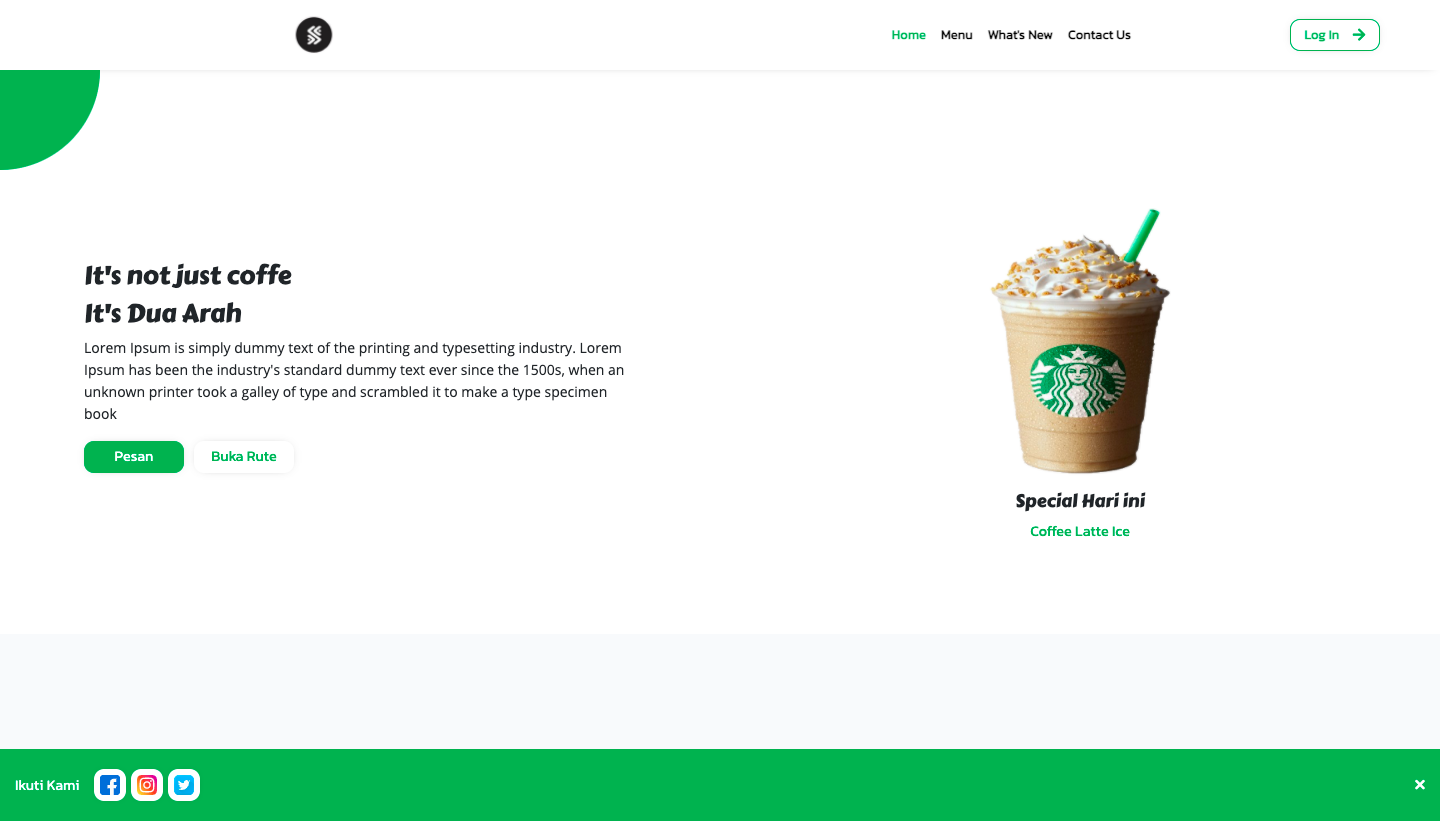 Home Menu What's New Contact Us Log In
It's not just coffe
It's Dua Arah
Lorem Ipsum is simply dummy text of the printing and typesetting industry. Lorem
Ipsum has been the industry's standard dummy text ever since the 1500s, when an
unknown printer took a galley of type and scrambled it to make a type specimen
book
Pesan Buka Rute
Special Hari ini
Coffee Latte Ice
Ikuti Kami